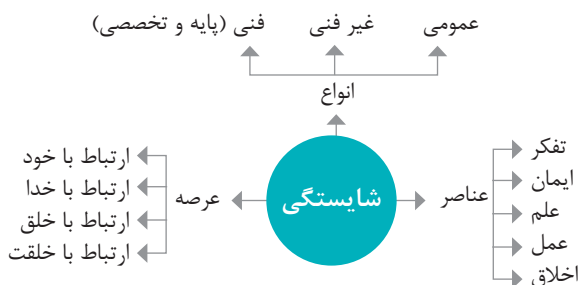 عمومی
غیر فنی
فنی (پایه و تخصصی)
انواع
شایستگی
عناصر
تفکر
ایمان
علم
عمل
اخلاق
عرصه
ارتباط با خود
ارتباط با خدا
ارتباط با خلق
ارتباط با خلقت